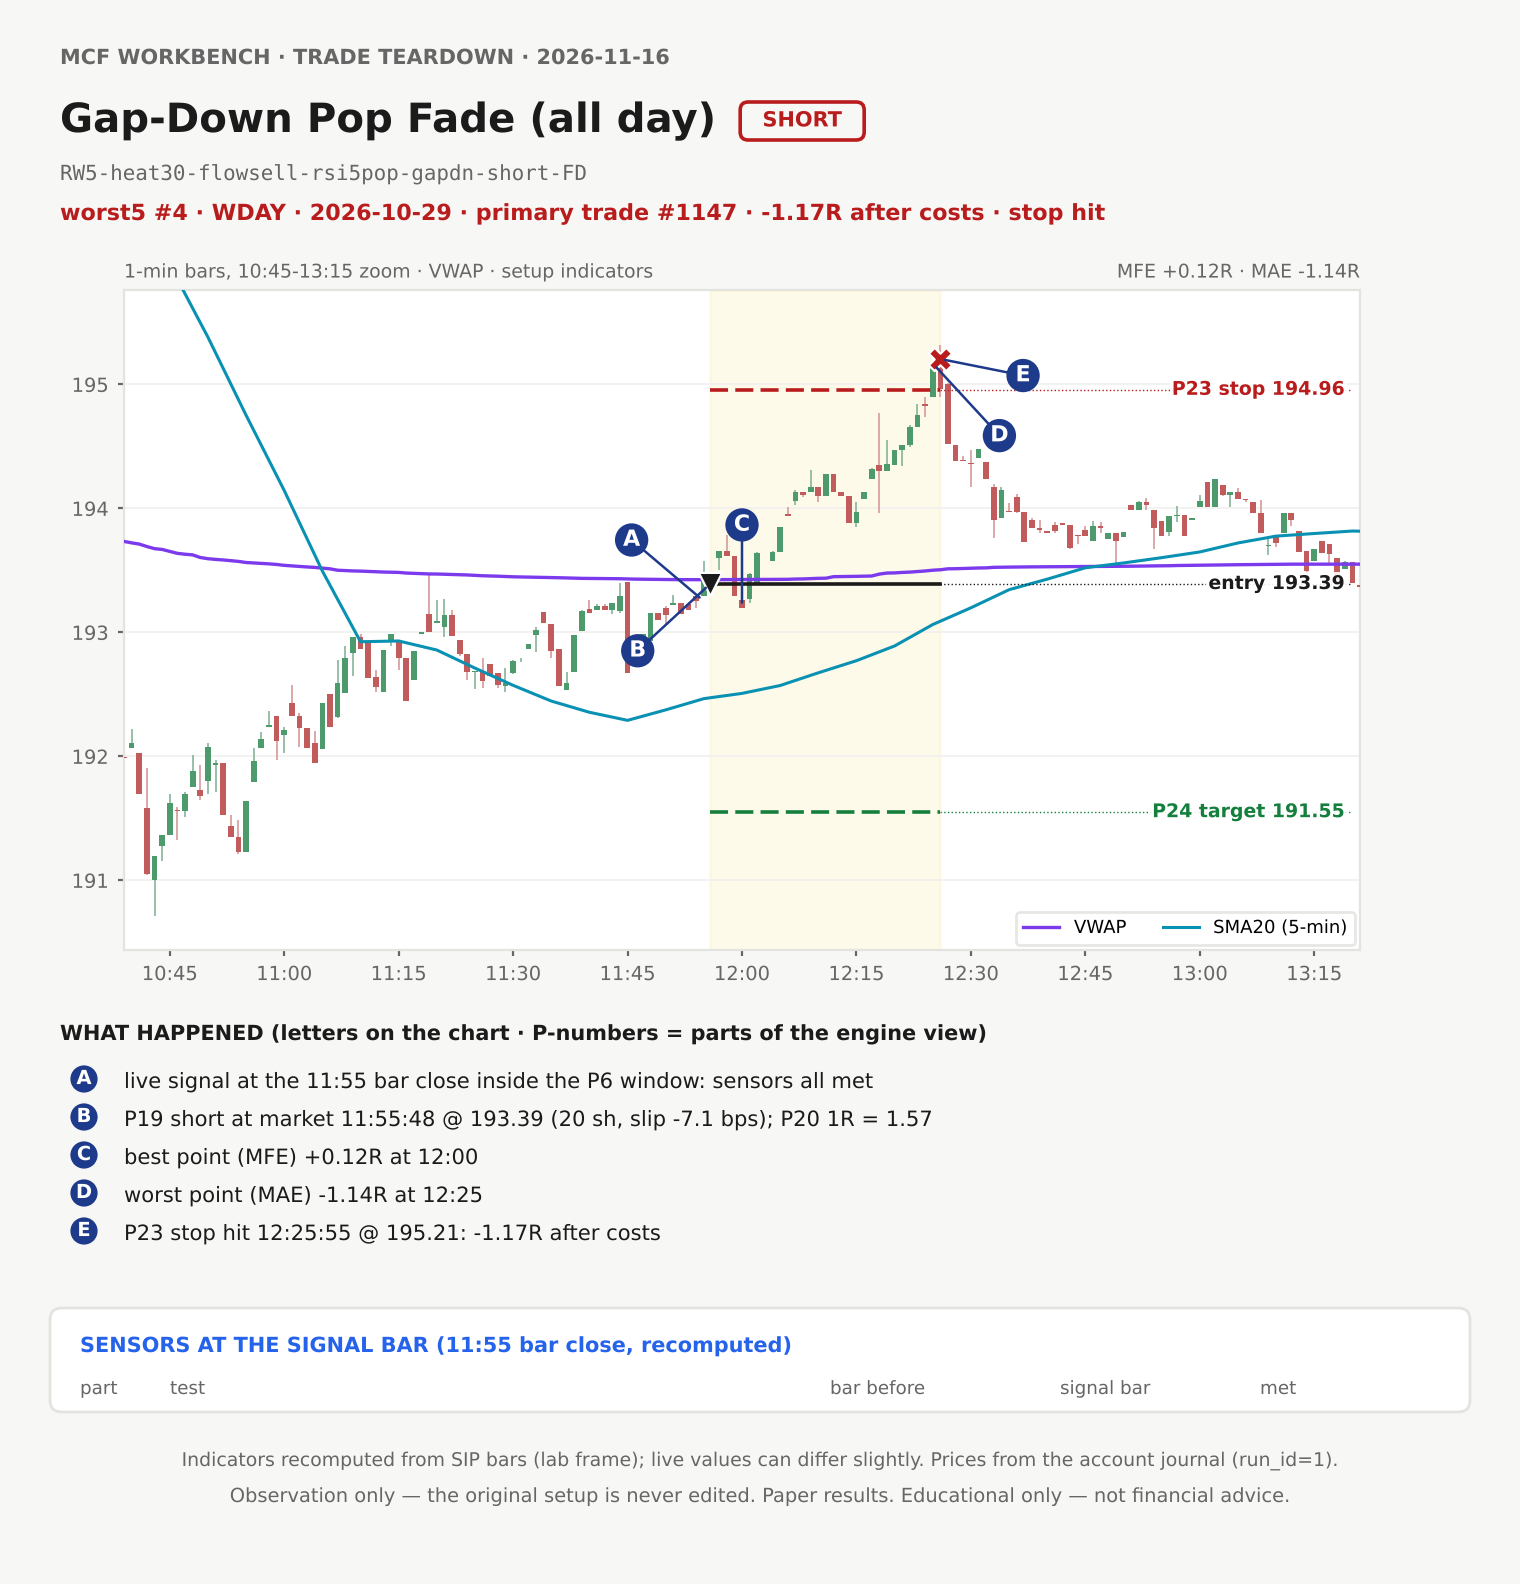 MCF WORKBENCH · TRADE TEARDOWN · 2026-11-16
Gap-Down Pop Fade (all day) SHORT
RW5-heat30-flowsell-rsi5pop-gapdn-short-FD
worst5 #4 · WDAY · 2026-10-29 · primary trade #1147 · -1.17R after costs · stop hit
1-min bars, 10:45-13:15 zoom · VWAP · setup indicators MFE +0.12R · MAE -1.14R
E
195
P23 stop 194.96
D
194
C
A
entry 193.39
193
B
192
P24 target 191.55
191
VWAP SMA20 (5-min)
10:45 11:00 11:15 11:30 11:45 12:00 12:15 12:30 12:45 13:00 13:15
WHAT HAPPENED (letters on the chart · P-numbers = parts of the engine view)
A live signal at the 11:55 bar close inside the P6 window: sensors all met
B P19 short at market 11:55:48 @ 193.39 (20 sh, slip -7.1 bps); P20 1R = 1.57
C best point (MFE) +0.12R at 12:00
D worst point (MAE) -1.14R at 12:25
E P23 stop hit 12:25:55 @ 195.21: -1.17R after costs
SENSORS AT THE SIGNAL BAR (11:55 bar close, recomputed)
part test bar before signal bar met
Indicators recomputed from SIP bars (lab frame); live values can differ slightly. Prices from the account journal (run_id=1).
Observation only — the original setup is never edited. Paper results. Educational only — not financial advice.